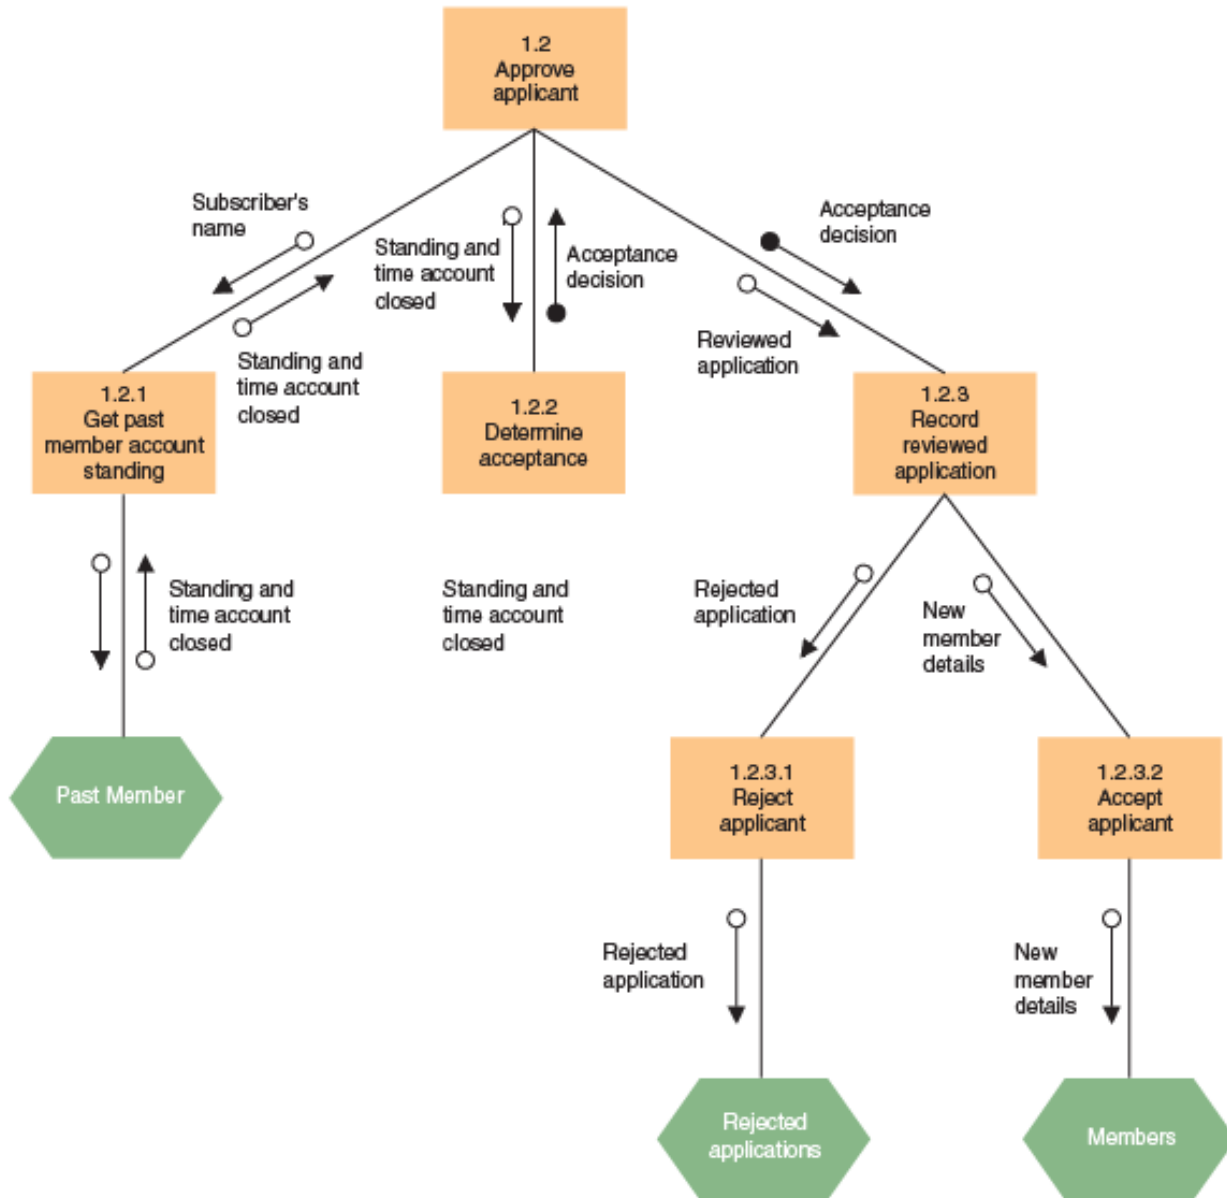 1.2
Approve
applicant
Subscriber's
name
Standing and
time account
closed
Standing and
time account
closed
Acceptance
decision
Acceptance
decision
Reviewed
application
1.2.1
Get past
member account
standing
1.2.2
Determine
acceptance
1.2.3
Record
reviewed
application
Standing and
time account
closed
Standing and
time account
closed
Rejected
application
New
member
details
Past Member
1.2.3.1
Reject
applicant
1.2.3.2
Accept
applicant
Rejected
application
New
member
details
Rejected
applications
Members